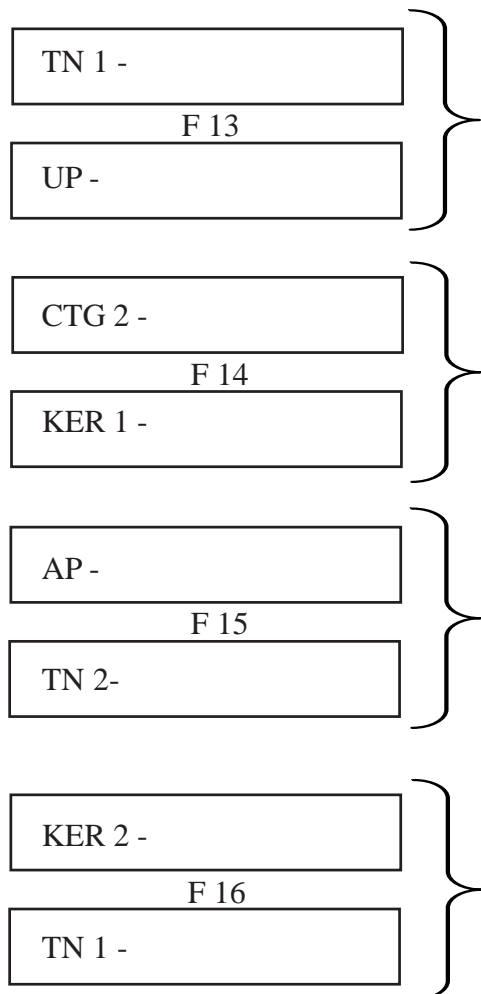 TN 1 -
F 13
UP -
CTG 2 -
F 14
KER 1 -
AP -
F 15
TN 2-
KER 2 -
F 16
TN 1 -